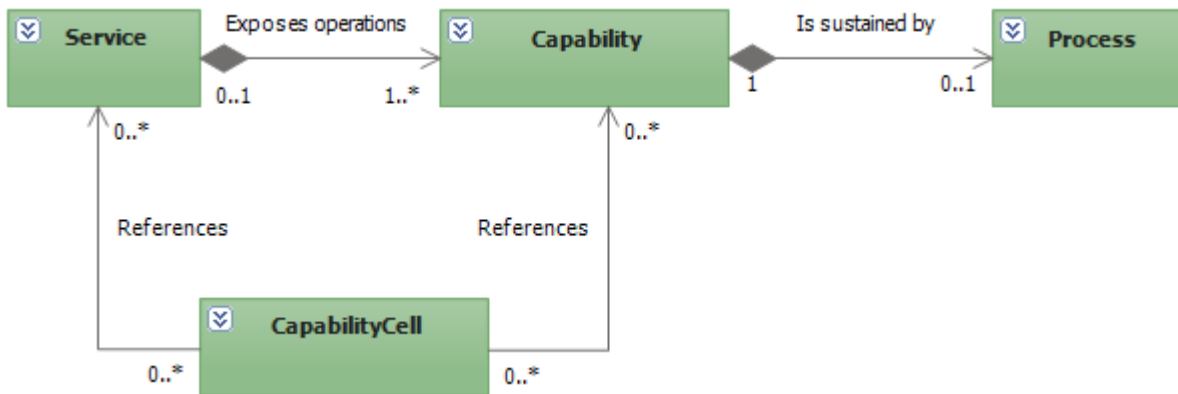 Service
Exposes operations
Capability
Is sustained by
Process
0..1
1..*
1
0..1
0..*
0..*
References
References
CapabilityCell
0..*
0..*